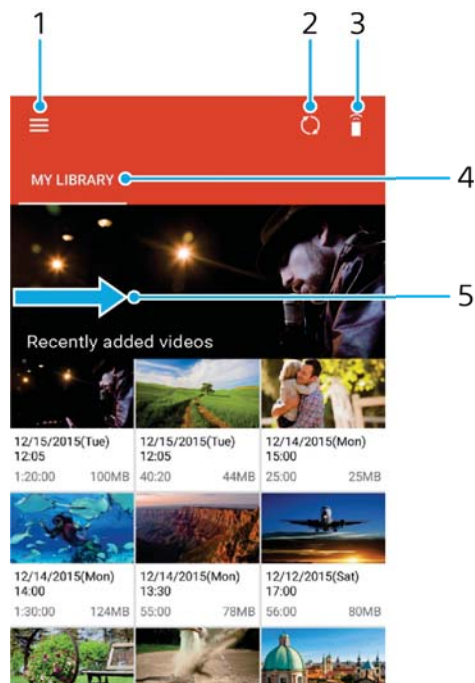 1 2 3
MY LIBRARY 4
5
Recently added videos
12/15/2015(Tue) 12/15/2015(Tue) 12/14/2015(Mon)
12:05 12:05 15:00
1:20:00 100MB 40:20 44MB 25:00 25MB
12/14/2015(Mon) 12/14/2015(Mon) 12/12/2015(Sat)
14:00 13:30 17:00
1:30:00 124MB 55:00 78MB 56:00 80MB